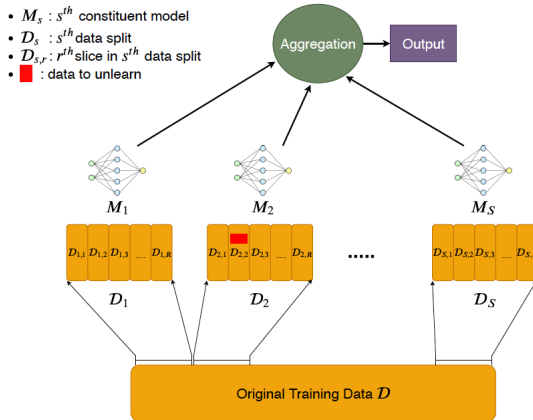 • M_s : s^th constituent model
• D_s : s^th data split
• D_s,r : r^th slice in s^th data split
• : data to unlearn
Aggregation
Output
M_1
M_2
M_S
D_1,1 D_1,2 D_1,3 .... D_1,R
D_2,1 D_2,2 D_2,3 .... D_2,R
.....
D_S,1 D_S,2 D_S,3 .... D_S,
D_1
D_2
D_S
Original Training Data D